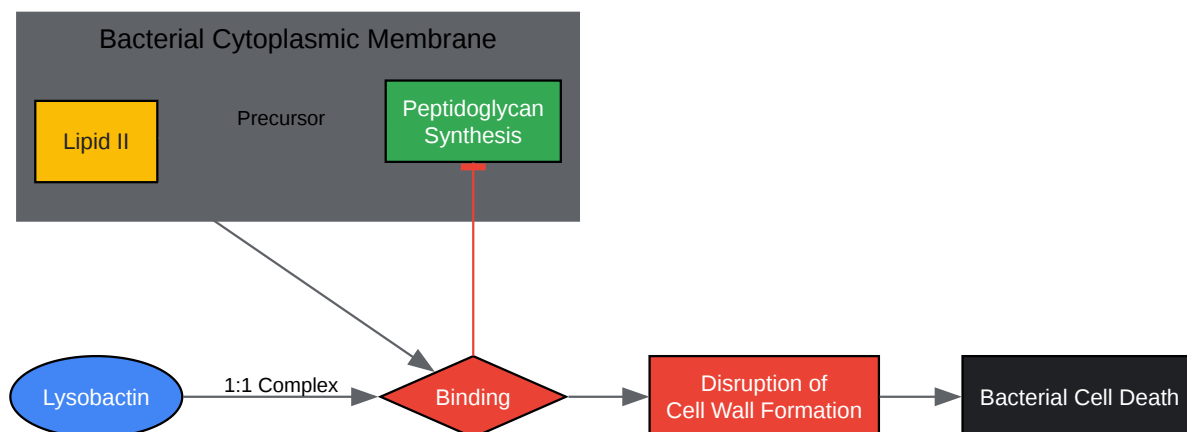 Bacterial Cytoplasmic Membrane
Lipid II
Precursor
Peptidoglycan
Synthesis
Lysobactin
1:1 Complex
Binding
Disruption of
Cell Wall Formation
Bacterial Cell Death